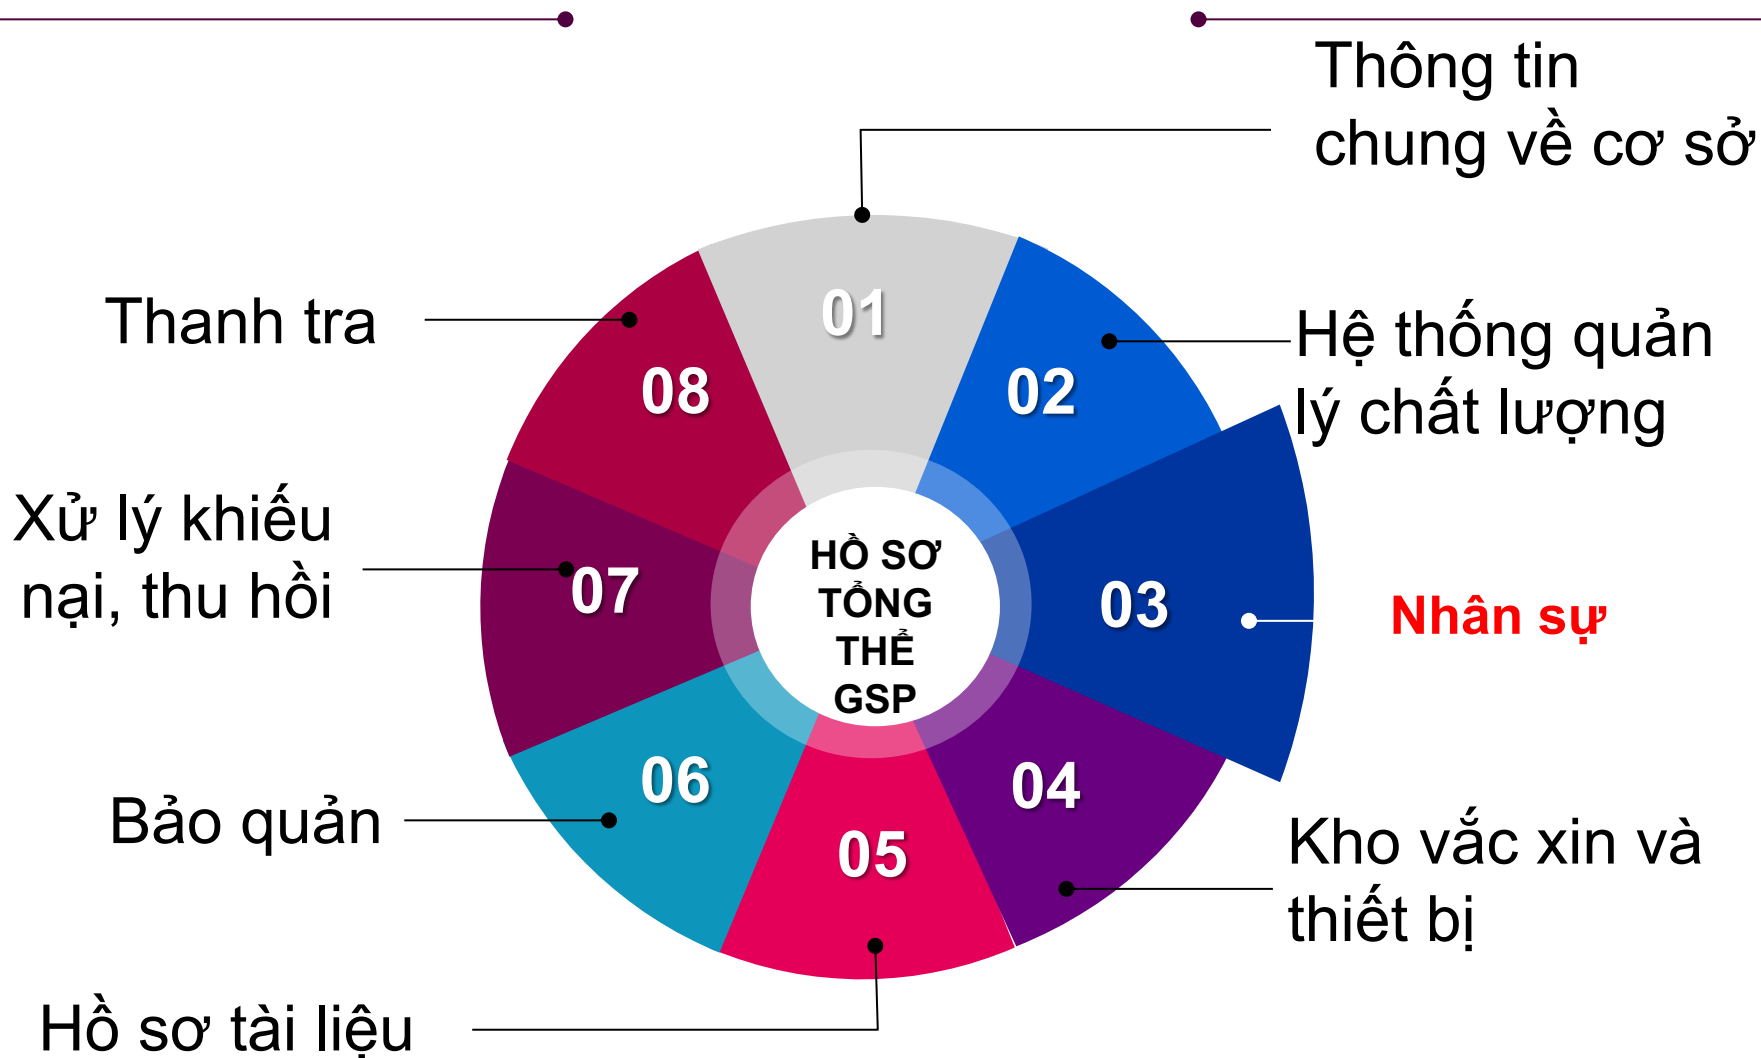 Thông tin
chung về cơ sở
01
Thanh tra
08
02
Hệ thống quản
lý chất lượng
Xử lý khiếu
nại, thu hồi
07
HỒ SƠ
TỔNG
THỂ
GSP
03
Nhân sự
06
04
Bảo quản
05
Kho vắc xin và
thiết bị
Hồ sơ tài liệu